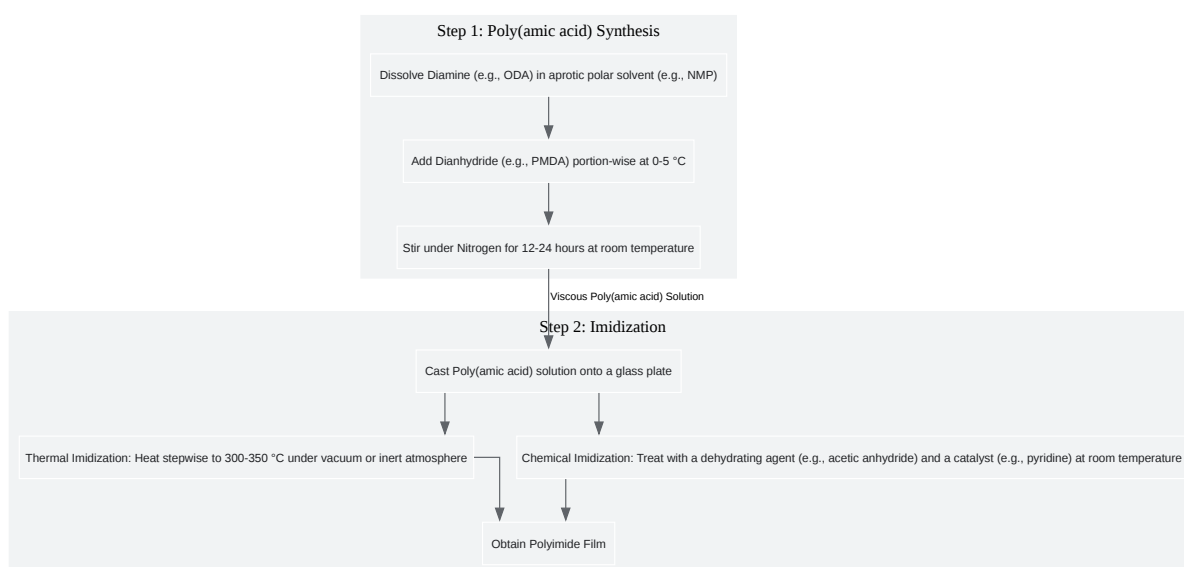 Step 1: Poly(amic acid) Synthesis
Dissolve Diamine (e.g., ODA) in aprotic polar solvent (e.g., NMP)
Add Dianhydride (e.g., PMDA) portion-wise at 0-5 °C
Stir under Nitrogen for 12-24 hours at room temperature
Viscous Poly(amic acid) Solution
Step 2: Imidization
Cast Poly(amic acid) solution onto a glass plate
Thermal Imidization: Heat stepwise to 300-350 °C under vacuum or inert atmosphere
Chemical Imidization: Treat with a dehydrating agent (e.g., acetic anhydride) and a catalyst (e.g., pyridine) at room temperature
Obtain Polyimide Film